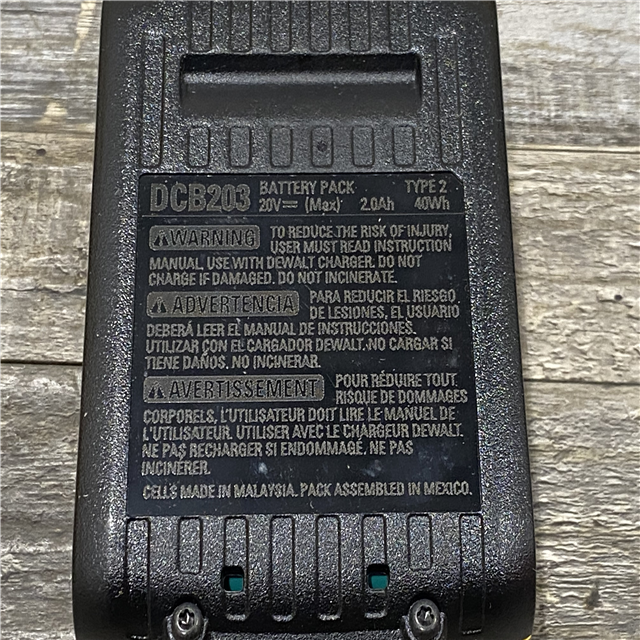 DCB203 BATTERY PACK TYPE 2
20V⎓ (Max) 2.0Ah 40Wh
⚠WARNING TO REDUCE THE RISK OF INJURY,
USER MUST READ INSTRUCTION
MANUAL, USE WITH DEWALT CHARGER. DO NOT
CHARGE IF DAMAGED. DO NOT INCINERATE.
⚠ADVERTENCIA PARA REDUCIR EL RIESGO
DE LESIONES, EL USUARIO
DEBERÁ LEER EL MANUAL DE INSTRUCCIONES.
UTILIZAR CON EL CARGADOR DEWALT. NO CARGAR SI
TIENE DAÑOS. NO INCINERAR.
⚠AVERTISSEMENT POUR RÉDUIRE TOUT
RISQUE DE DOMMAGES
CORPORELS, L'UTILISATEUR DOIT LIRE LE MANUEL DE
L'UTILISATEUR. UTILISER AVEC LE CHARGEUR DEWALT.
NE PAS RECHARGER SI ENDOMMAGÉ. NE PAS
INCINÉRER.
CELLS MADE IN MALAYSIA. PACK ASSEMBLED IN MEXICO.